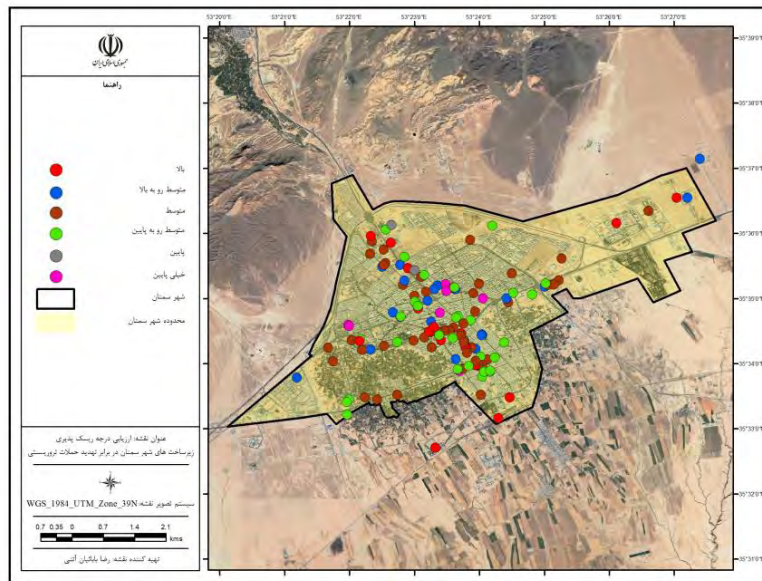 53°20'0"E 53°21'0"E 53°22'0"E 53°23'0"E 53°24'0"E 53°25'0"E 53°26'0"E 53°27'0"E
جمهوری اسلامی ایران
راهنما
بالا
متوسط رو به بالا
متوسط
متوسط رو به پایین
پایین
خیلی پایین
شهر سمنان
محدوده شهر سمنان
عنوان نقشه: ارزیابی درجه ریسک پذیری
زیرساخت های شهر سمنان در برابر تهدید حملات تروریستی
سیستم تصویر نقشه: WGS_1984_UTM_Zone_39N
0.7 0.35 0 0.7 1.4 2.1
kms
تهیه کننده نقشه: رضا بابائیان آتنی
35°39'0"N
35°38'0"N
35°37'0"N
35°36'0"N
35°35'0"N
35°34'0"N
35°33'0"N
35°32'0"N
35°31'0"N